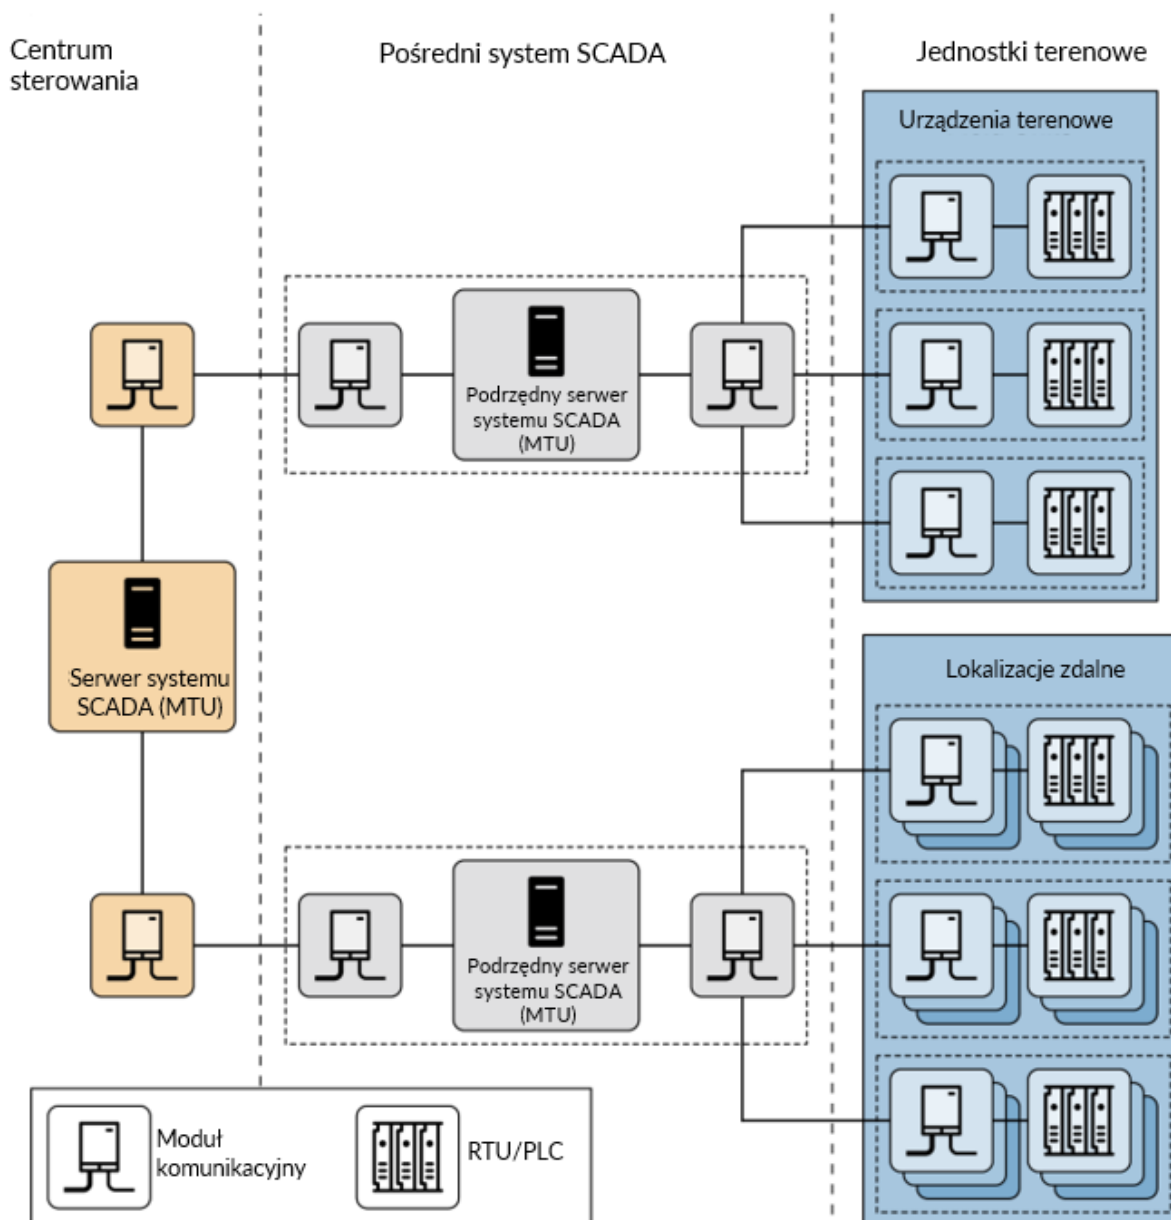 Centrum
sterowania
Pośredni system SCADA
Jednostki terenowe
Urządzenia terenowe
Podrzędny serwer
systemu SCADA
(MTU)
Serwer systemu
SCADA (MTU)
Lokalizacje zdalne
Podrzędny serwer
systemu SCADA
(MTU)
Moduł
komunikacyjny
RTU/PLC